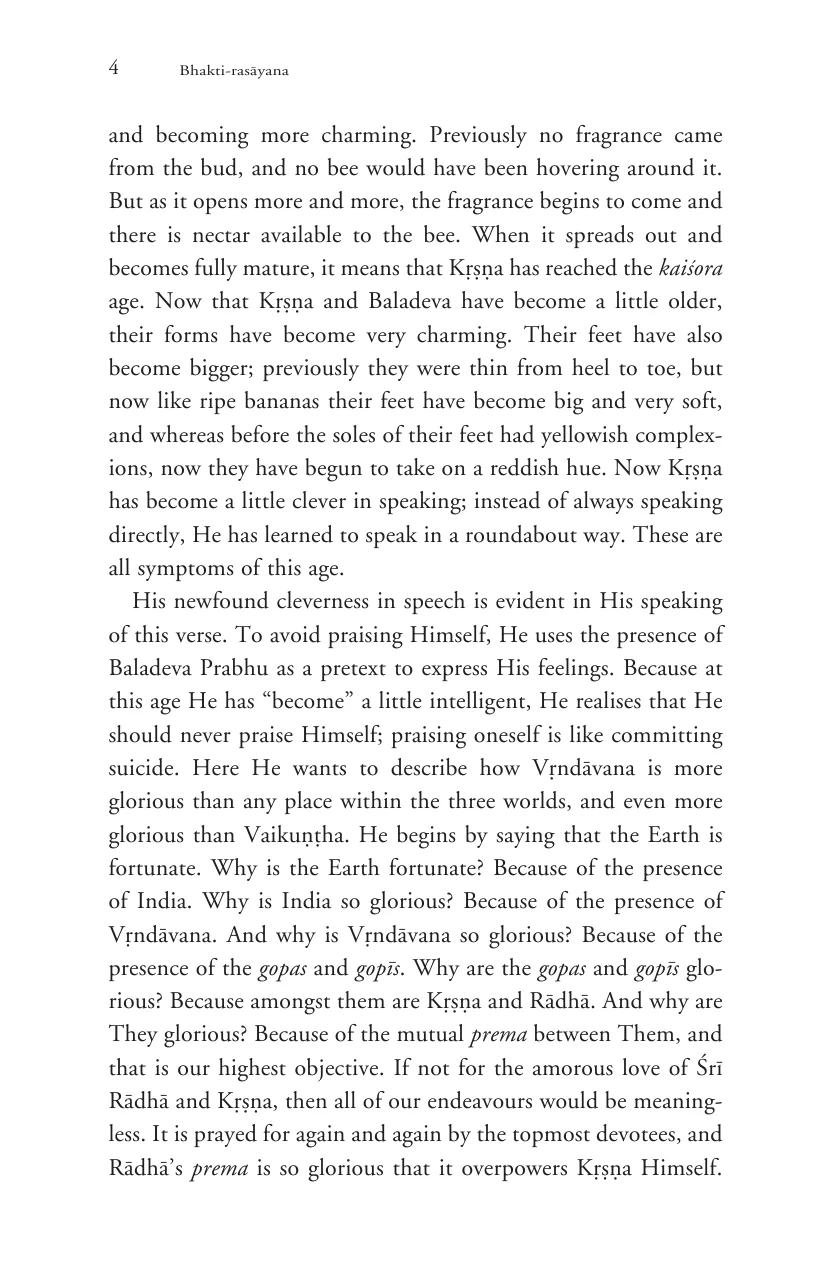 4 Bhakti-rasāyana
and becoming more charming. Previously no fragrance came
from the bud, and no bee would have been hovering around it.
But as it opens more and more, the fragrance begins to come and
there is nectar available to the bee. When it spreads out and
becomes fully mature, it means that Kṛṣṇa has reached the kaiśora
age. Now that Kṛṣṇa and Baladeva have become a little older,
their forms have become very charming. Their feet have also
become bigger; previously they were thin from heel to toe, but
now like ripe bananas their feet have become big and very soft,
and whereas before the soles of their feet had yellowish complex-
ions, now they have begun to take on a reddish hue. Now Kṛṣṇa
has become a little clever in speaking; instead of always speaking
directly, He has learned to speak in a roundabout way. These are
all symptoms of this age.
His newfound cleverness in speech is evident in His speaking
of this verse. To avoid praising Himself, He uses the presence of
Baladeva Prabhu as a pretext to express His feelings. Because at
this age He has “become” a little intelligent, He realises that He
should never praise Himself; praising oneself is like committing
suicide. Here He wants to describe how Vṛndāvana is more
glorious than any place within the three worlds, and even more
glorious than Vaikuṇṭha. He begins by saying that the Earth is
fortunate. Why is the Earth fortunate? Because of the presence
of India. Why is India so glorious? Because of the presence of
Vṛndāvana. And why is Vṛndāvana so glorious? Because of the
presence of the gopas and gopīs. Why are the gopas and gopīs glo-
rious? Because amongst them are Kṛṣṇa and Rādhā. And why are
They glorious? Because of the mutual prema between Them, and
that is our highest objective. If not for the amorous love of Śrī
Rādhā and Kṛṣṇa, then all of our endeavours would be meaning-
less. It is prayed for again and again by the topmost devotees, and
Rādhā’s prema is so glorious that it overpowers Kṛṣṇa Himself.